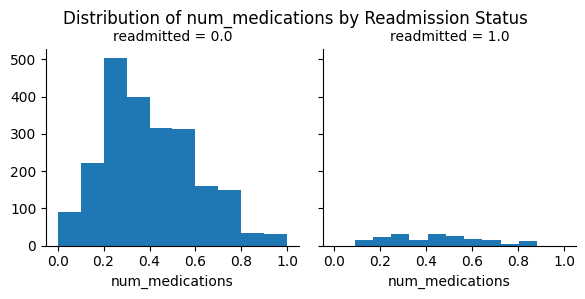 Distribution of num_medications by Readmission Status
readmitted = 0.0
readmitted = 1.0
500
400
300
200
100
0
0.0 0.2 0.4 0.6 0.8 1.0
0.0 0.2 0.4 0.6 0.8 1.0
num_medications
num_medications